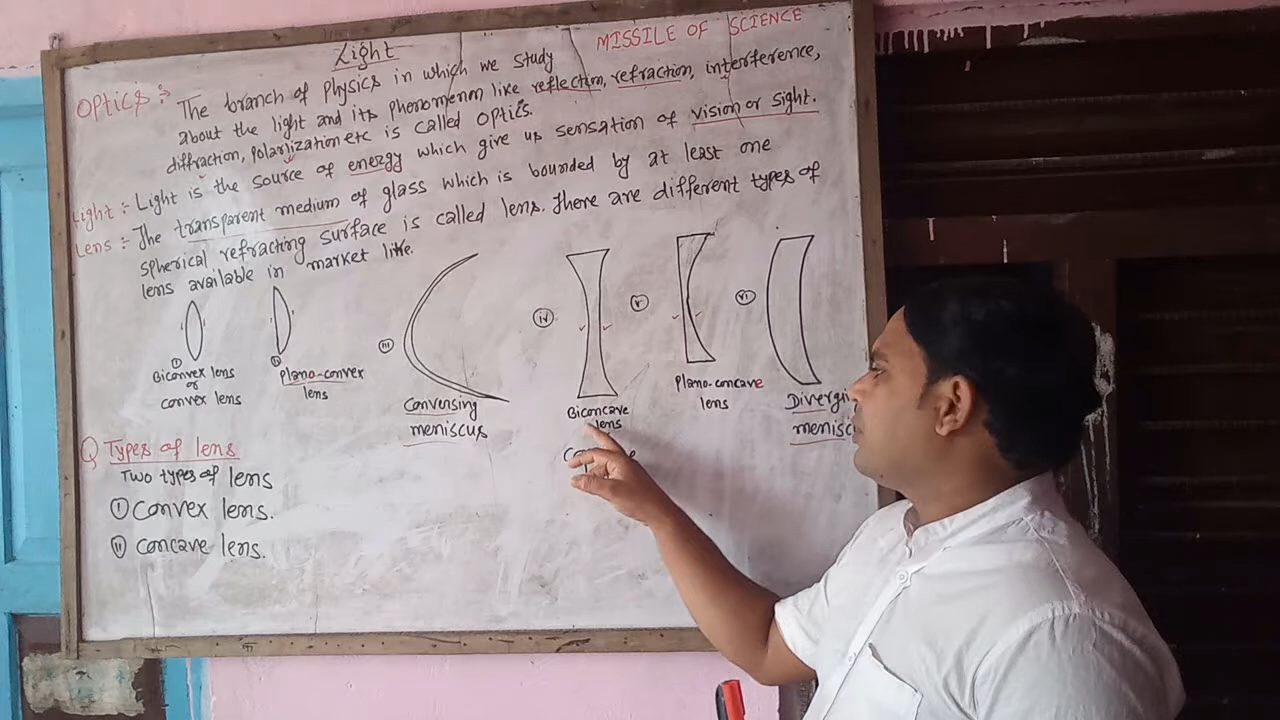 Light
MISSILE OF SCIENCE
Optics :- The branch of physics in which we study
about the light and its phenomenon like reflection, refraction, interference,
diffraction, polarlization etc is called optics.
Light :- Light is the source of energy which give us sensation of vision or sight.
Lens :- The transparent medium of glass which is bounded by at least one
spherical refracting surface is called lens. There are different types of
lens available in market like.
(i)
Biconvex lens
or
convex lens
(ii)
Plano-convex
lens
(iii)
Conversing
meniscus
(iv)
Biconcave
lens
(v)
Plano-concave
lens
(vi)
meniscu
Q Types of lens
Two types of lens
(i) Convex lens.
(ii) concave lens.